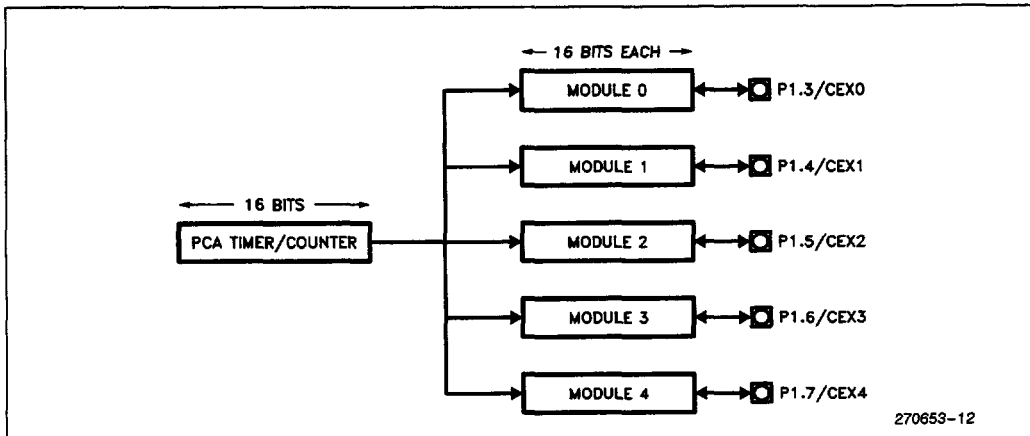 16 BITS EACH
MODULE 0
P1.3/CEX0
MODULE 1
P1.4/CEX1
16 BITS
PCA TIMER/COUNTER
MODULE 2
P1.5/CEX2
MODULE 3
P1.6/CEX3
MODULE 4
P1.7/CEX4
270653-12